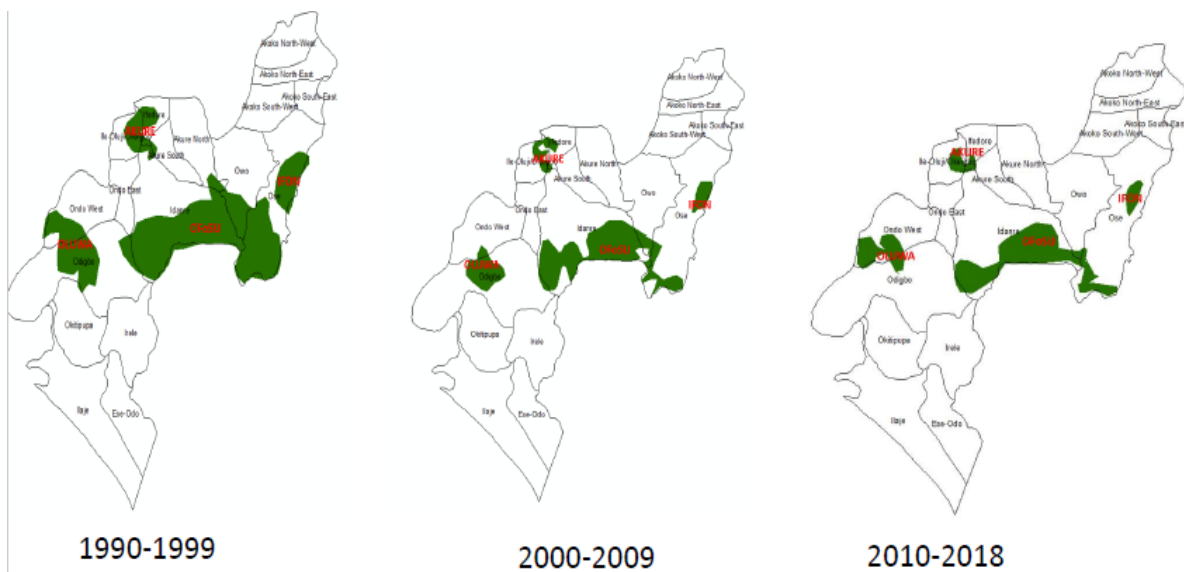 Akoko North-West
Akoko North-East
Akoko South-East
Akoko South-West
Ifedore
AKURE
Ile-Oluji
Akure North
Akure South
Owo
IFON
Ose
Ondo East
Ondo West
Idanre
OFoSU
OLUWA
Odigbo
Okitipupa
Irele
Ilaje
Ese-Odo
1990-1999
Akoko North-West
Akoko North-East
Akoko South-East
Akoko South-West
Ifedore
AKURE
Ile-Oluji
Akure North
Akure South
Owo
IFON
Ose
Ondo East
Ondo West
Idanre
OFoSU
OLUWA
Odigbo
Okitipupa
Irele
Ilaje
Ese-Odo
2000-2009
Akoko North-West
Akoko North-East
Akoko South-East
Akoko South-West
Ifedore
AKURE
Ile-Oluji
Akure North
Akure South
Owo
IFON
Ose
Ondo East
Ondo West
Idanre
OFoSU
OLUWA
Odigbo
Okitipupa
Irele
Ilaje
Ese-Odo
2010-2018